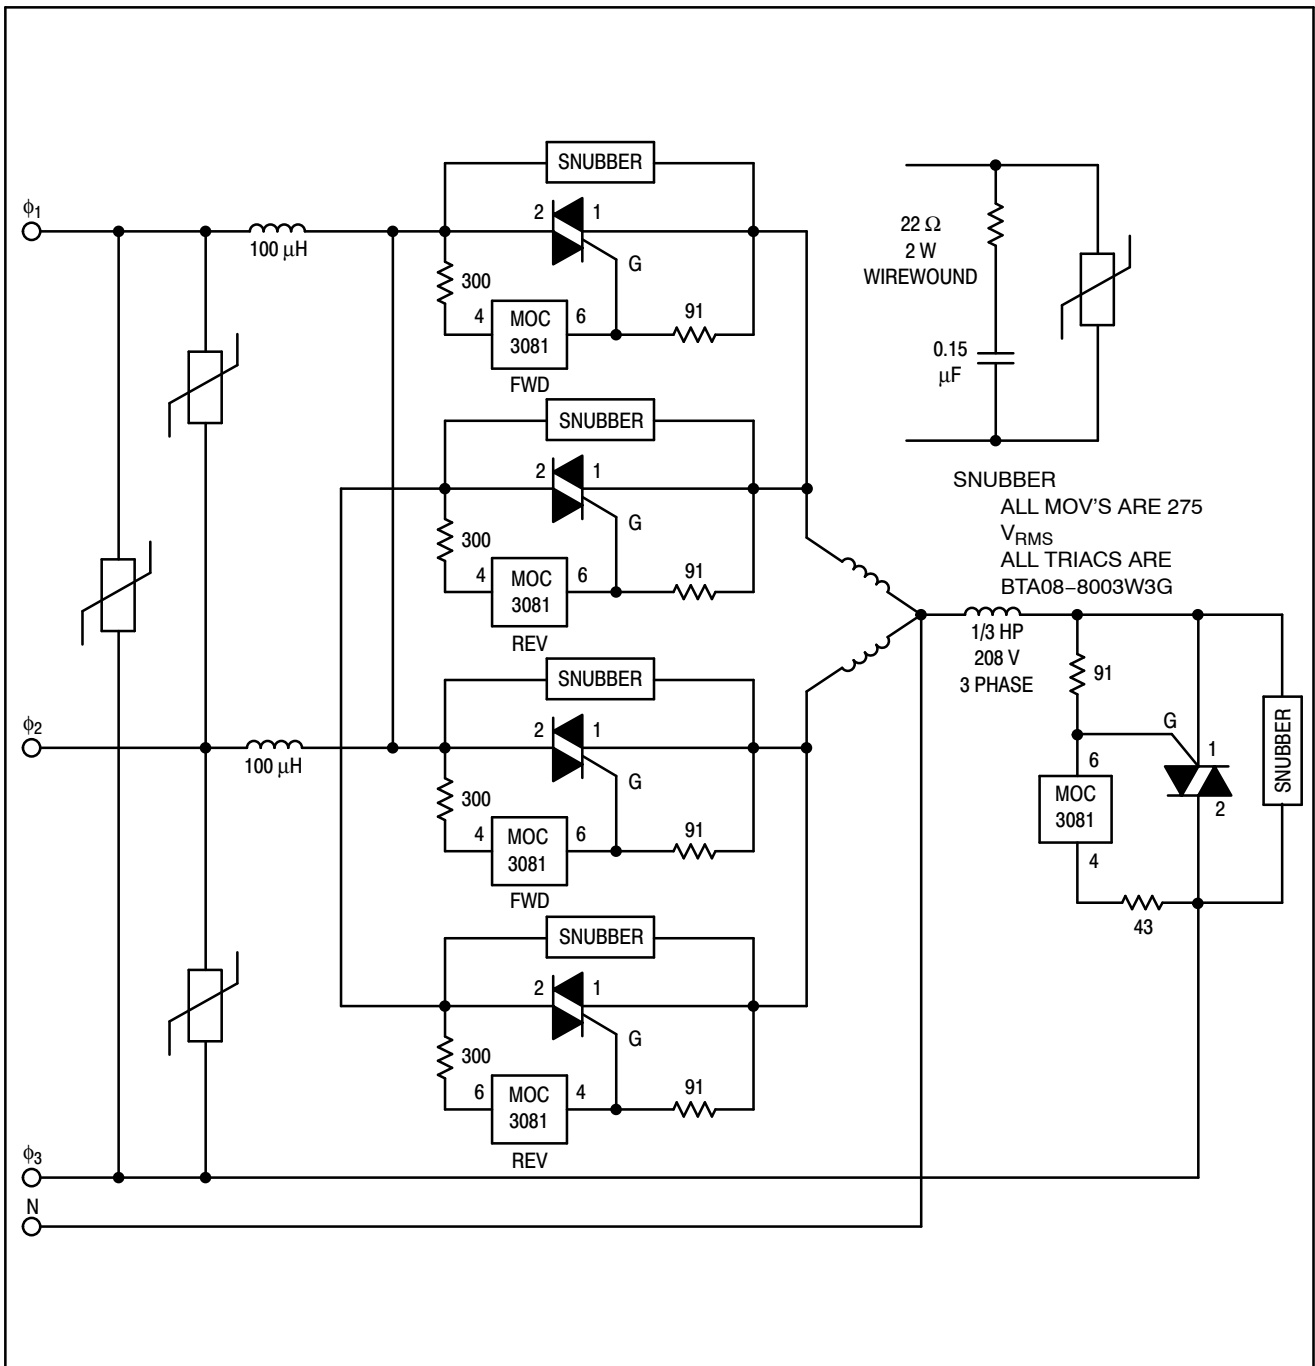 SNUBBER
ϕ1
2 1
100 µH
G
300
91
4 MOC 6
3081
FWD
22 Ω
2 W
WIREWOUND
0.15
µF
SNUBBER
2 1
G
300
91
4 MOC 6
3081
REV
SNUBBER
ALL MOV'S ARE 275
VRMS
ALL TRIACS ARE
BTA08–8003W3G
1/3 HP
208 V
3 PHASE
91
G
6
1
MOC
3081
2
4
43
SNUBBER
SNUBBER
ϕ2
2 1
100 µH
G
300
91
4 MOC 6
3081
FWD
SNUBBER
2 1
G
300
91
6 MOC 4
3081
REV
ϕ3
N